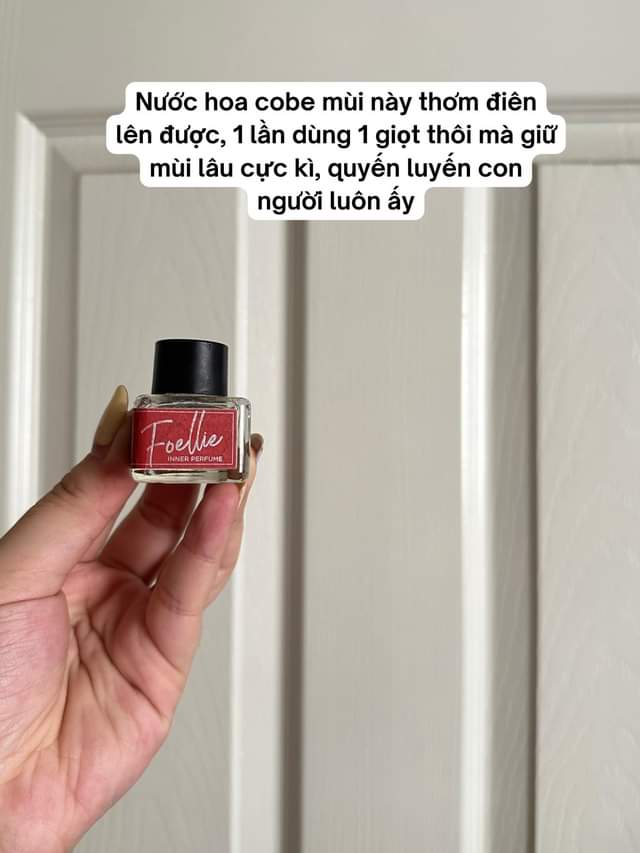 Nước hoa cobe mùi này thơm điên
lên được, 1 lần dùng 1 giọt thôi mà giữ
mùi lâu cực kì, quyến luyến con
người luôn ấy
Foellie
INNER PERFUME